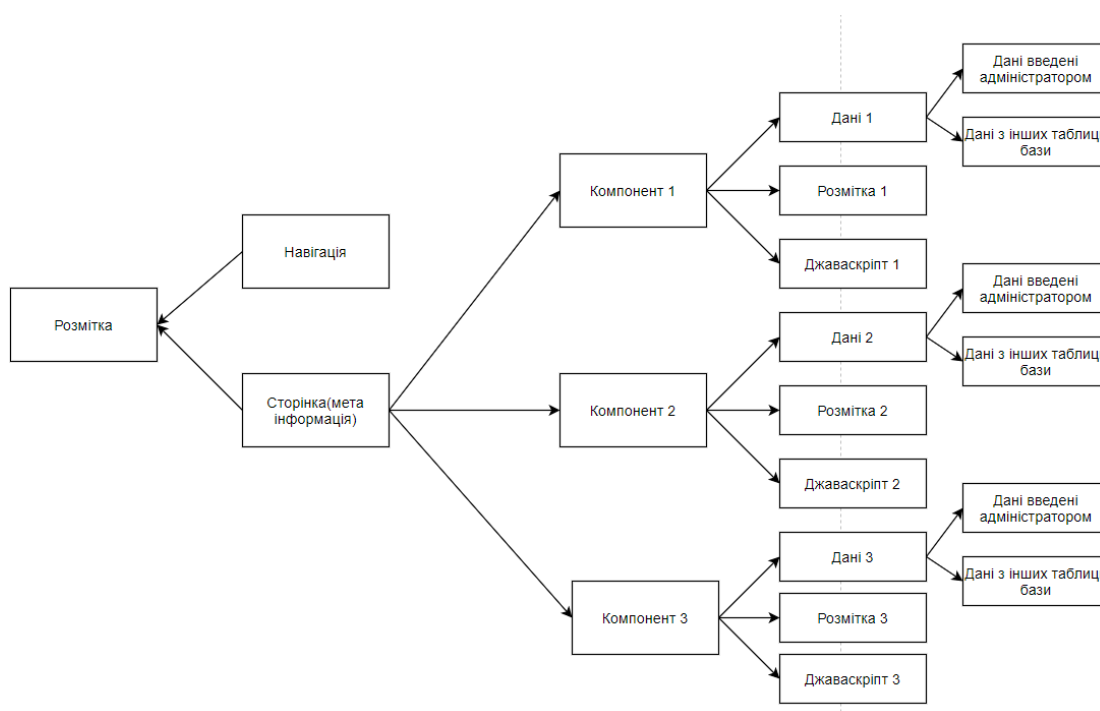 Розмітка
Навігація
Сторінка(мета
інформація)
Компонент 1
Компонент 2
Компонент 3
Дані 1
Розмітка 1
Джаваскріпт 1
Дані 2
Розмітка 2
Джаваскріпт 2
Дані 3
Розмітка 3
Джаваскріпт 3
Дані введені
адміністратором
Дані з інших таблиц
бази
Дані введені
адміністратором
Дані з інших таблиц
бази
Дані введені
адміністратором
Дані з інших таблиц
бази